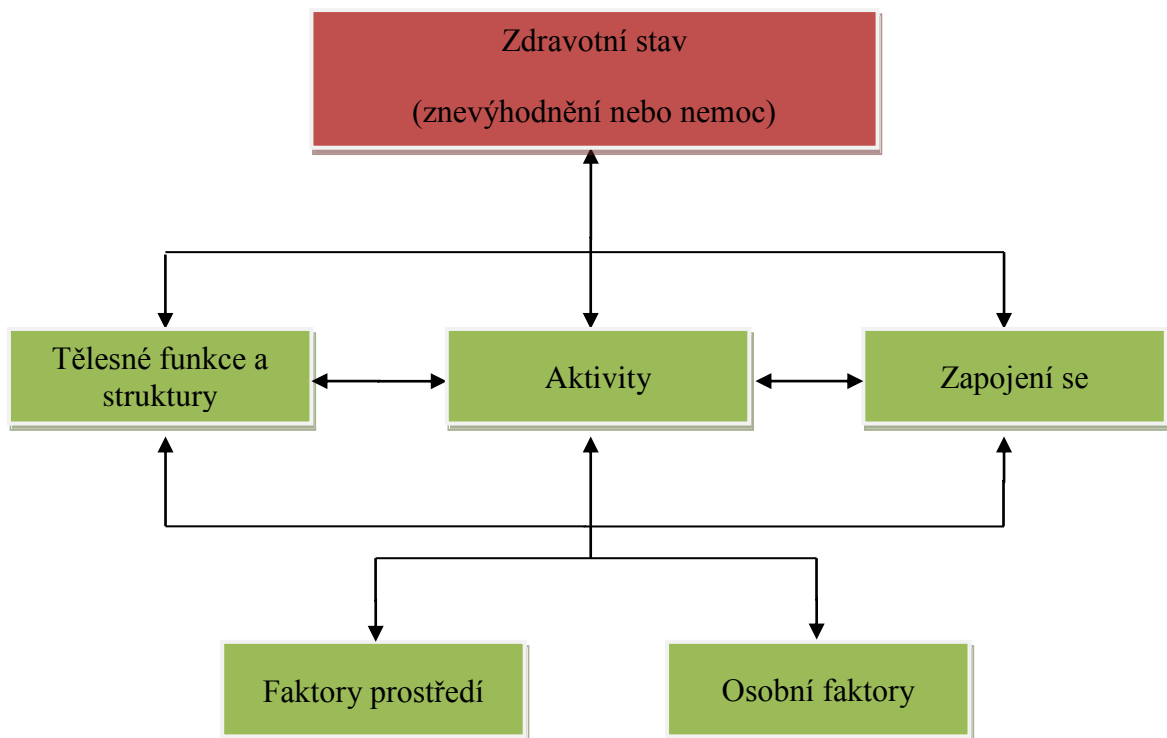 Zdravotní stav
(znevýhodnění nebo nemoc)
Tělesné funkce a
struktury
Aktivity
Zapojení se
Faktory prostředí
Osobní faktory